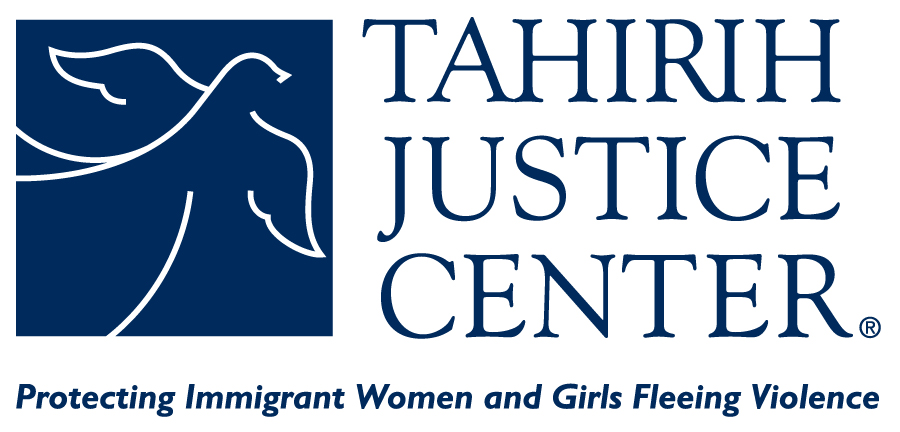 TAHIRIH
JUSTICE
CENTER®
Protecting Immigrant Women and Girls Fleeing Violence